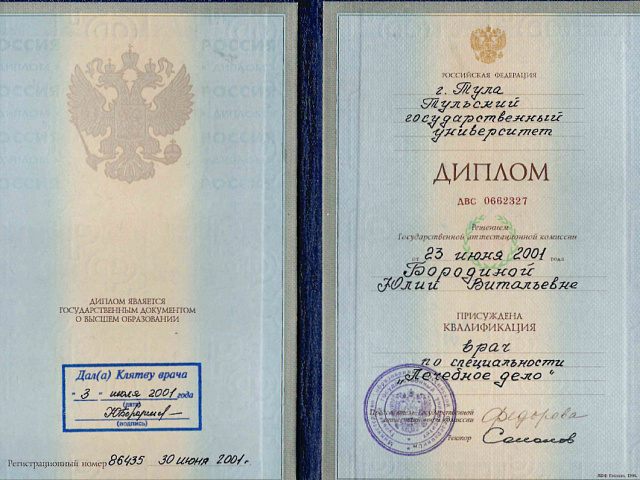 ДИПЛОМ ЯВЛЯЕТСЯ
ГОСУДАРСТВЕННЫМ ДОКУМЕНТОМ
О ВЫСШЕМ ОБРАЗОВАНИИ
Дал(а) Клятву врача
"3" июля 2001 года
(дата)
(подпись)
Регистрационный номер 86435 30 июня 2001 г.
РОССИЙСКАЯ ФЕДЕРАЦИЯ
г. Тула
Тульский
государственный
университет
ДИПЛОМ
ДВС 0662327
Решением
Государственной аттестационной комиссии
от 23 июня 2001 года
Бородиной
Юлии Витальевне
ПРИСУЖДЕНА
КВАЛИФИКАЦИЯ
врач
по специальности
"Лечебное дело"
Председатель Государственной
аттестационной комиссии Федорова
Ректор